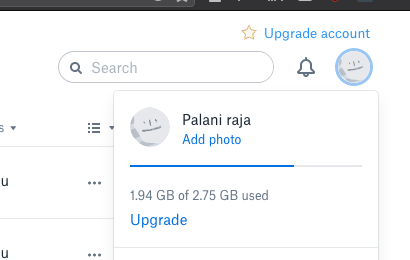 Upgrade account
Search
Palani raja
Add photo
s
u
1.94 GB of 2.75 GB used
Upgrade
u